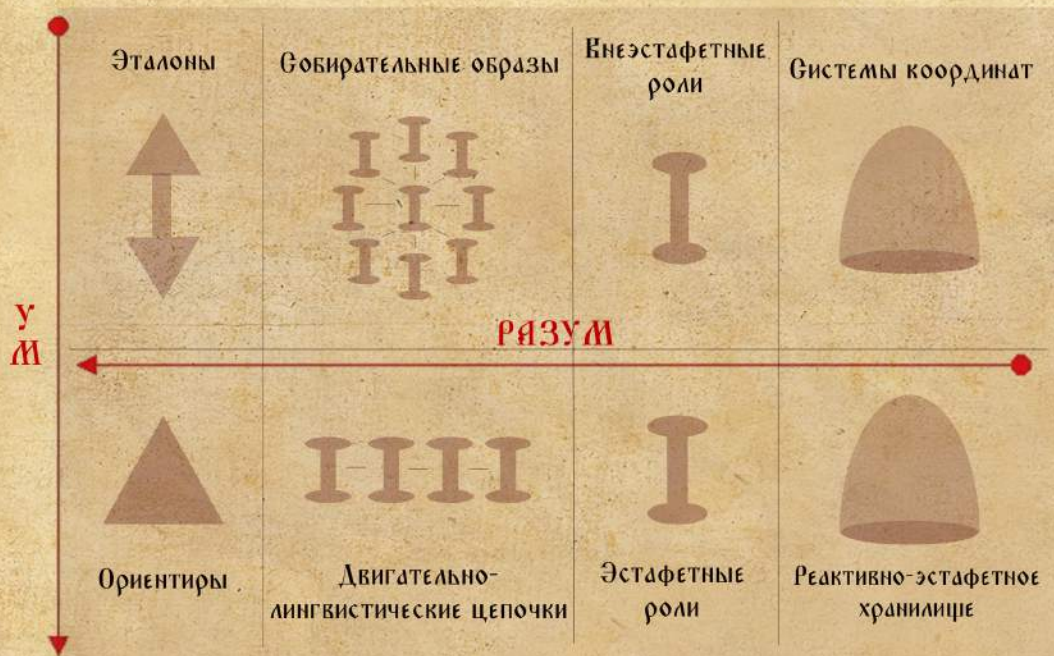 Эталоны
Собирательные образы
Внеэстафетные
роли
Системы координат
У
М
РАЗУМ
Ориентиры
Двигательно-
лингвистические цепочки
Эстафетные
роли
Реактивно-эстафетное
хранилище